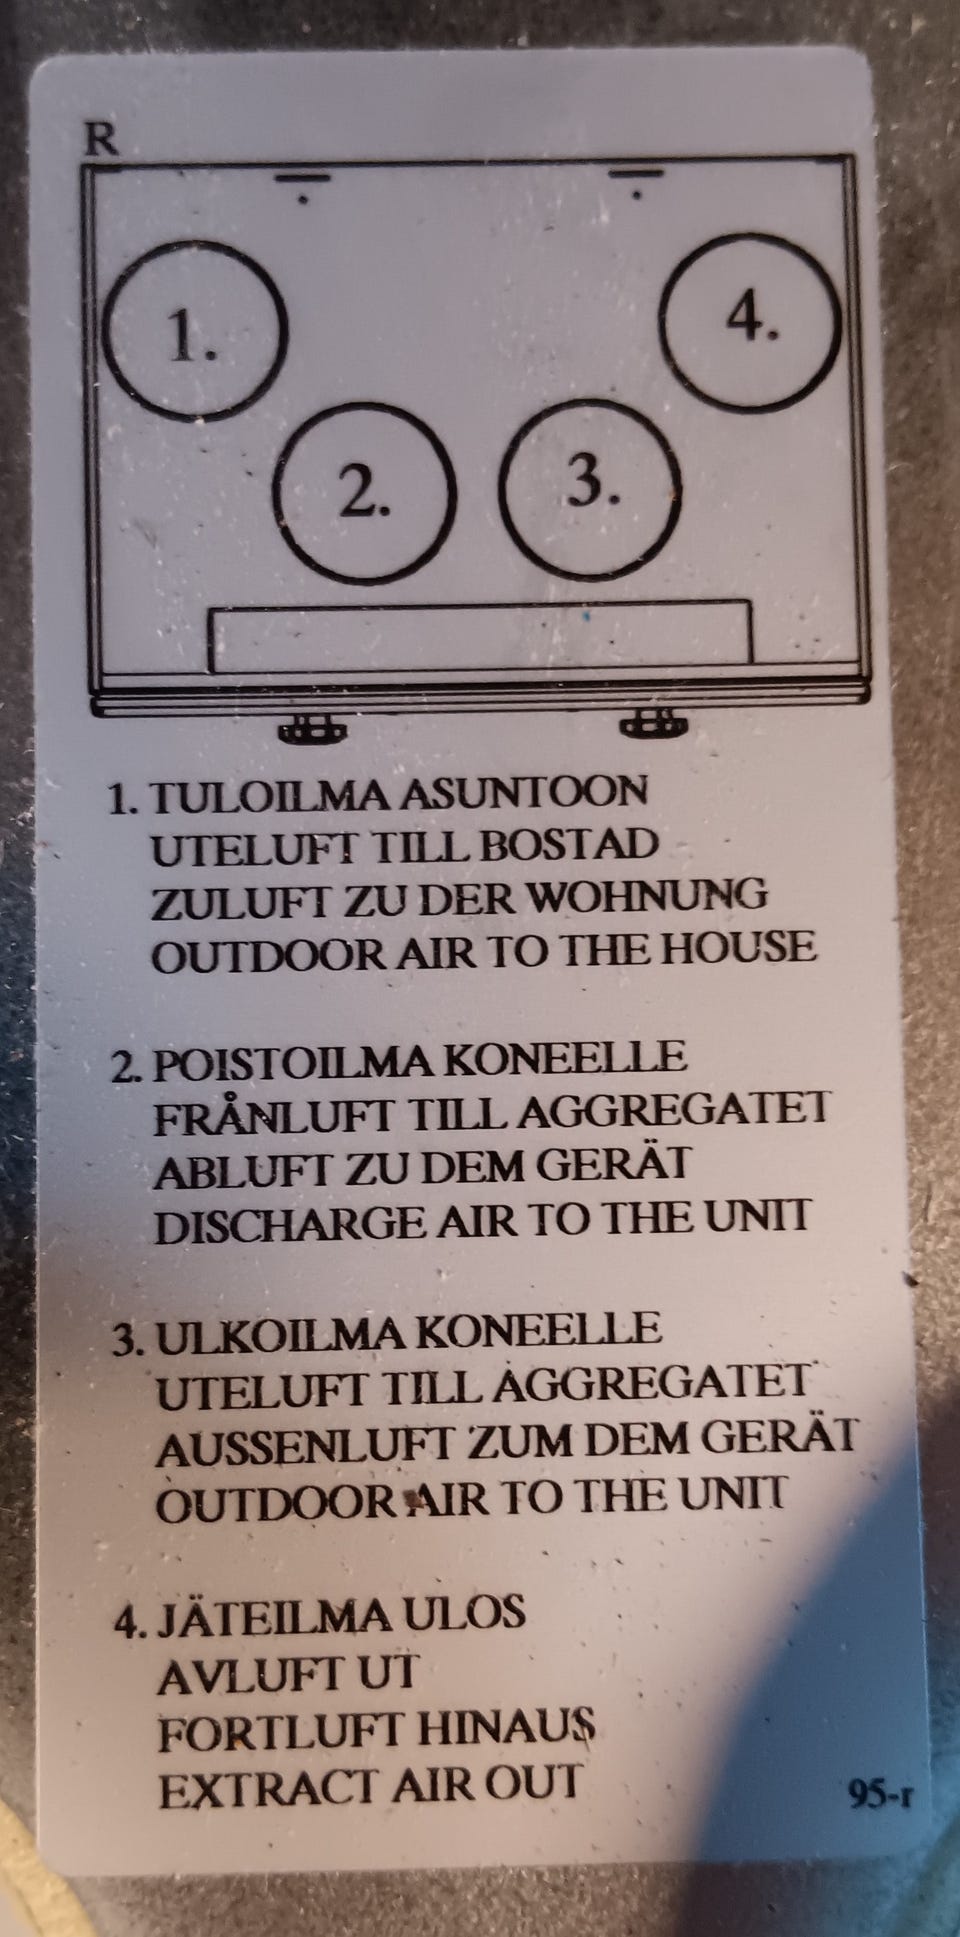 R
1.
4.
2.
3.
1. TULOILMA ASUNTOON
UTELUFT TILL BOSTAD
ZULUFT ZU DER WOHNUNG
OUTDOOR AIR TO THE HOUSE
2. POISTOILMA KONEELLE
FRÅNLUFT TILL AGGREGATET
ABLUFT ZU DEM GERÄT
DISCHARGE AIR TO THE UNIT
3. ULKOILMA KONEELLE
UTELUFT TILL AGGREGATET
AUSSENLUFT ZUM DEM GERÄT
OUTDOOR AIR TO THE UNIT
4. JÄTEILMA ULOS
AVLUFT UT
FORTLUFT HINAUS
EXTRACT AIR OUT
95-r